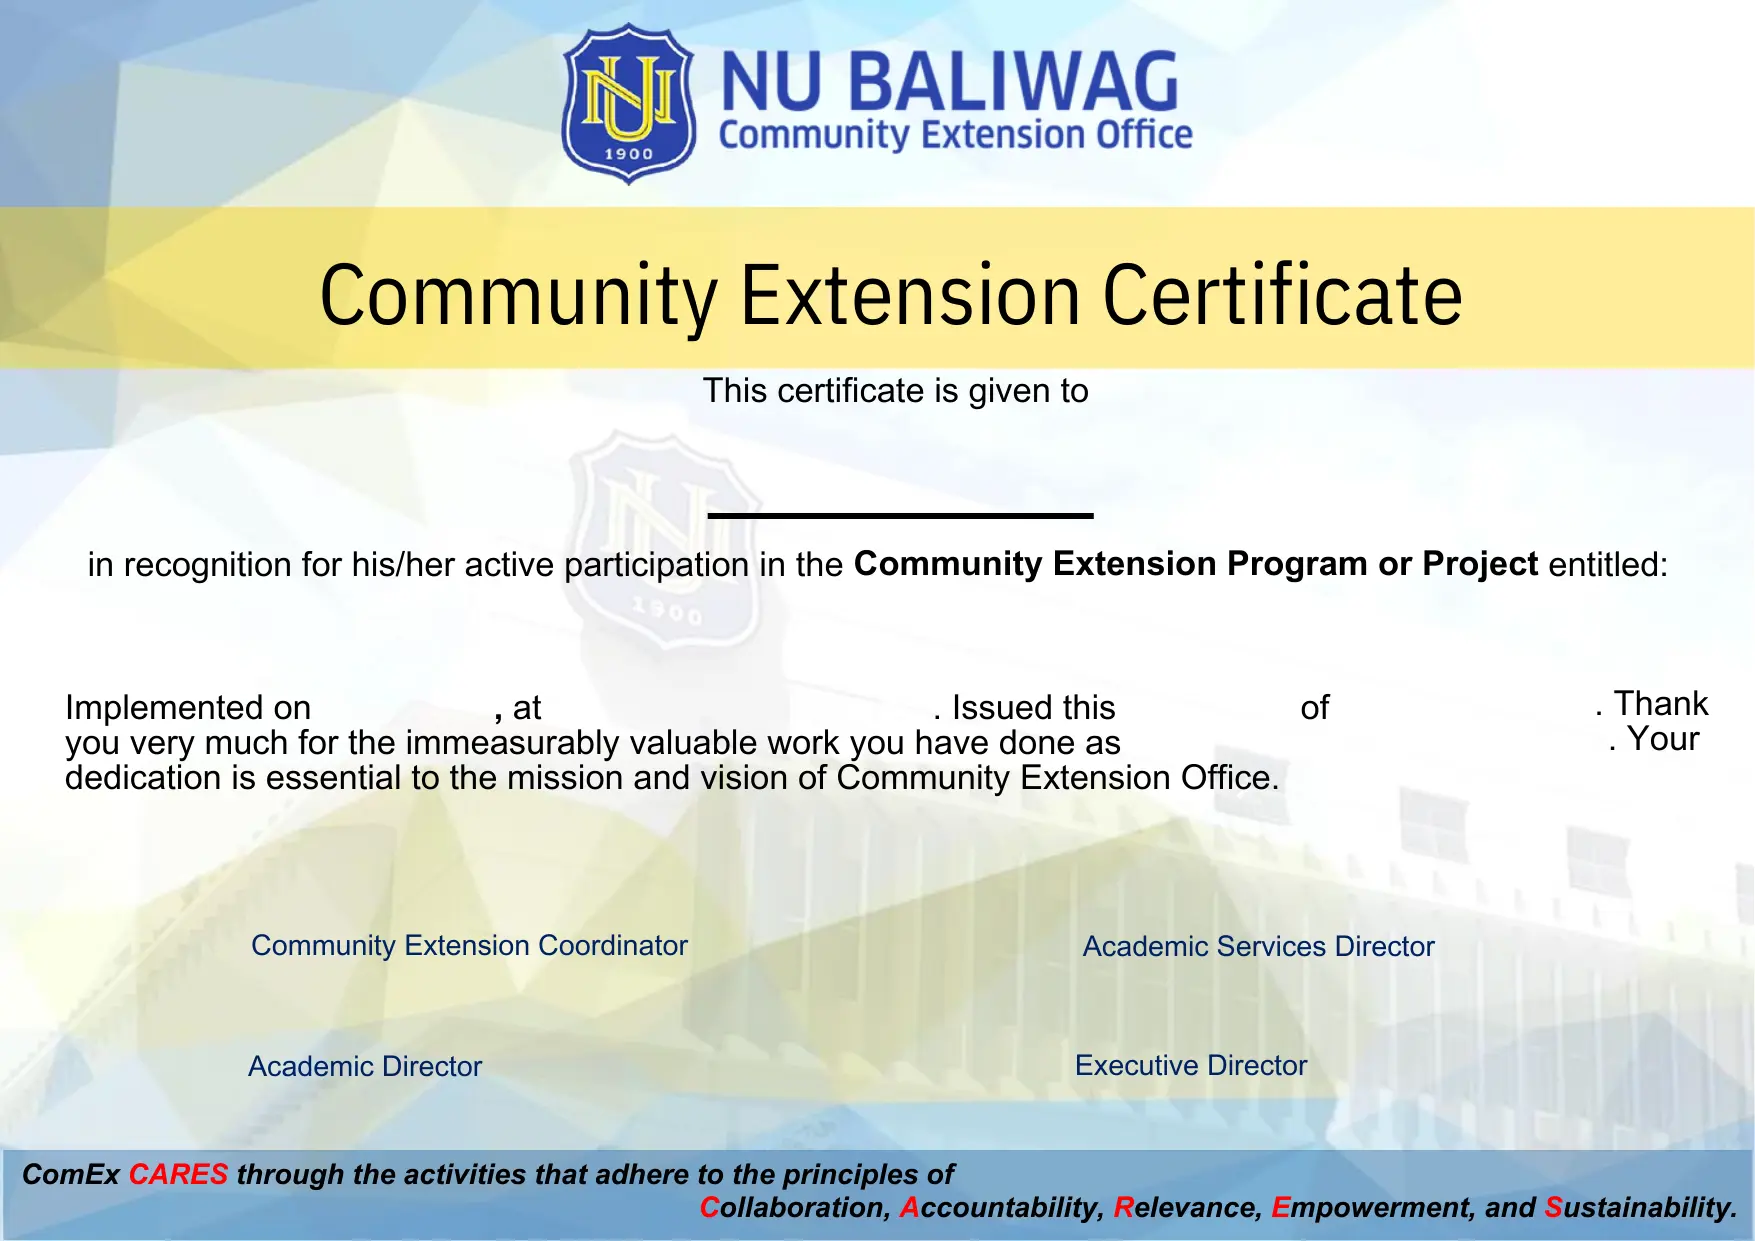 NU
1900
NU BALIWAG
Community Extension Office
Community Extension Certificate
This certificate is given to
NU
in recognition for his/her active participation in the Community Extension Program or Project entitled:
1900
Implemented on , at . Issued this of . Thank
you very much for the immeasurably valuable work you have done as . Your
dedication is essential to the mission and vision of Community Extension Office.
Community Extension Coordinator
Academic Services Director
Academic Director
Executive Director
ComEx CARES through the activities that adhere to the principles of
Collaboration, Accountability, Relevance, Empowerment, and Sustainability.